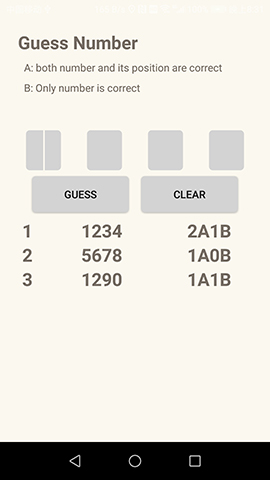 Guess Number
A: both number and its position are correct
B: Only number is correct
GUESS CLEAR
1 1234 2A1B
2 5678 1A0B
3 1290 1A1B